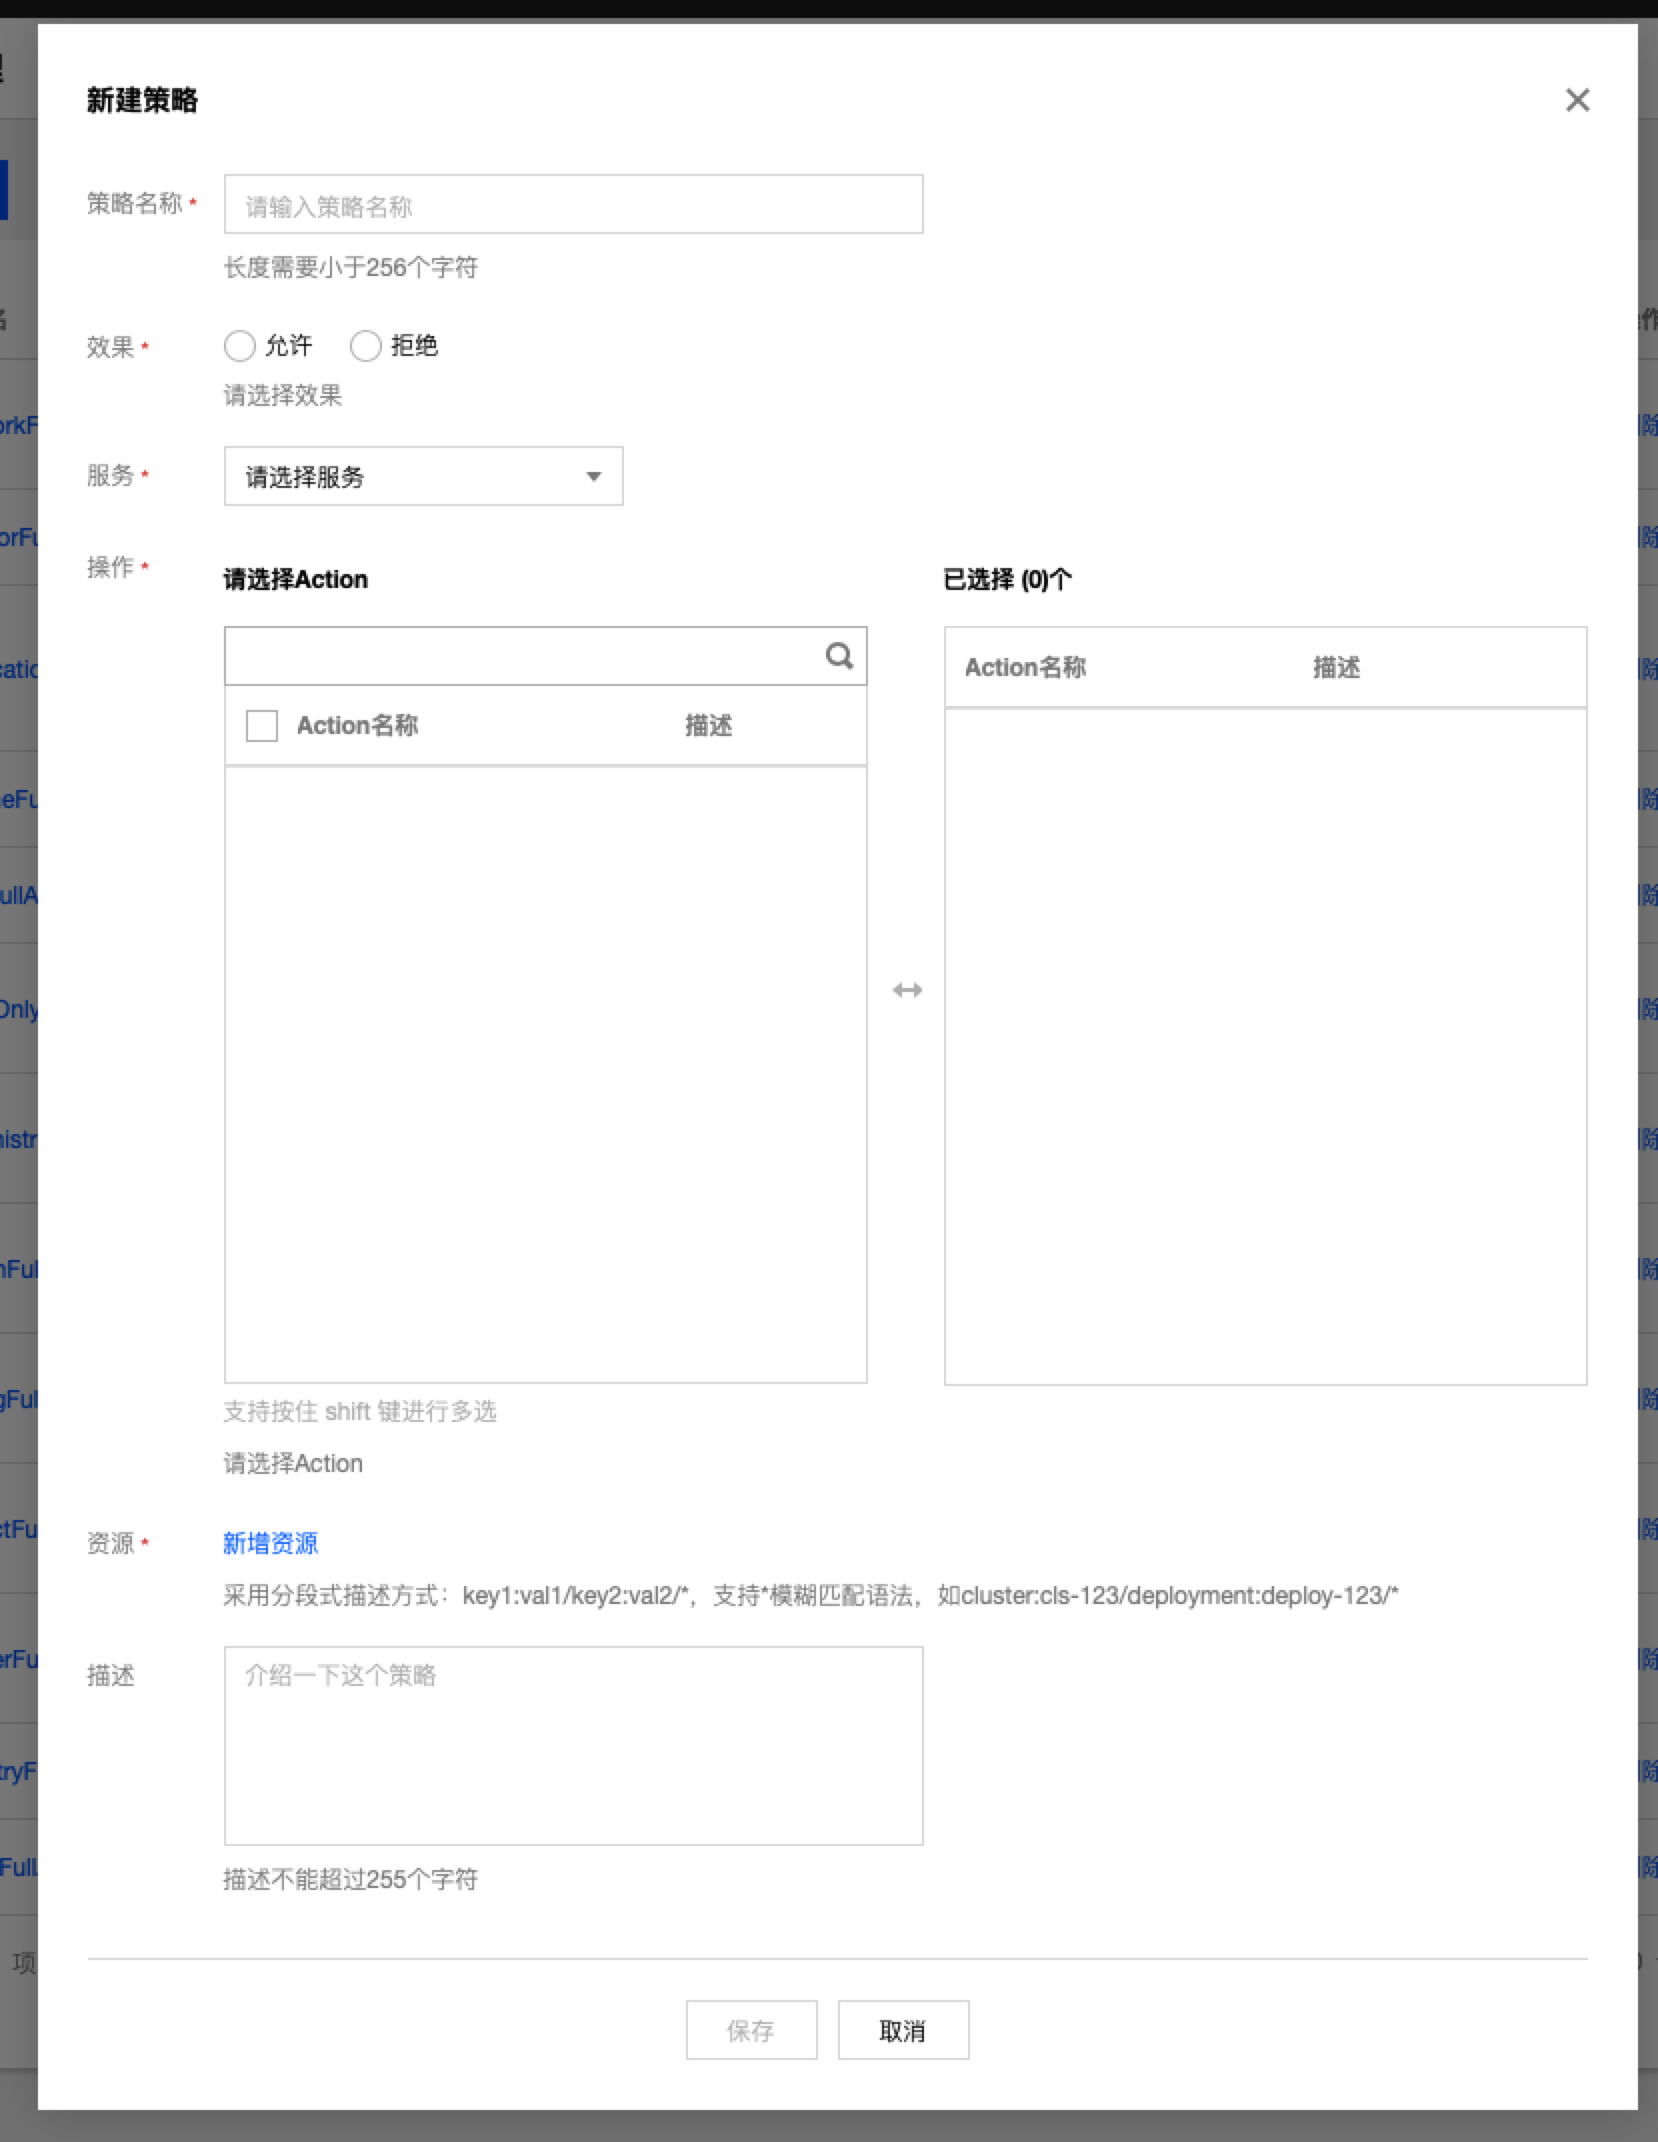 新建策略
策略名称 *
请输入策略名称
长度需要小于256个字符
效果 *
允许 拒绝
请选择效果
服务 *
请选择服务
操作 *
请选择Action
已选择 (0)个
Action名称 描述
Action名称 描述
支持按住 shift 键进行多选
请选择Action
资源 *
新增资源
采用分段式描述方式：key1:val1/key2:val2/*，支持*模糊匹配语法，如cluster:cls-123/deployment:deploy-123/*
描述
介绍一下这个策略
描述不能超过255个字符
项
保存 取消